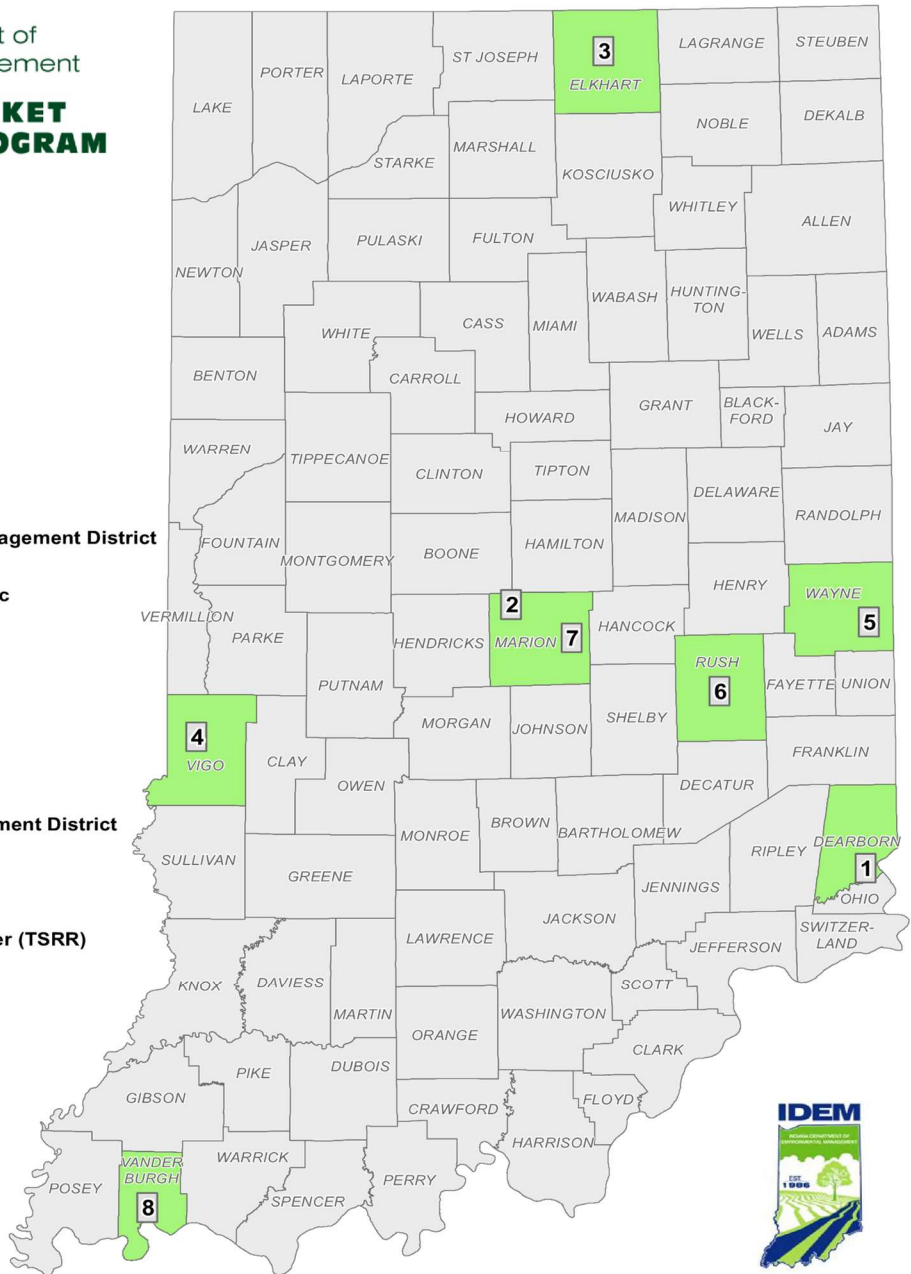 t of
ement
KET
OGRAM
agement District
c
ment District
er (TSRR)
LAKE
PORTER
LAPORTE
ST JOSEPH
3
ELKHART
LAGRANGE
STEUBEN
NOBLE
DEKALB
STARKE
MARSHALL
KOSCIUSKO
WHITLEY
ALLEN
NEWTON
JASPER
PULASKI
FULTON
WHITE
CASS
MIAMI
WABASH
HUNTING-
TON
WELLS
ADAMS
BENTON
CARROLL
HOWARD
GRANT
BLACK-
FORD
JAY
WARREN
TIPPECANOE
CLINTON
TIPTON
MADISON
DELAWARE
RANDOLPH
FOUNTAIN
MONTGOMERY
BOONE
HAMILTON
HENRY
WAYNE
5
VERMILLION
PARKE
HENDRICKS
2
MARION
7
HANCOCK
RUSH
6
FAYETTE
UNION
PUTNAM
MORGAN
JOHNSON
SHELBY
FRANKLIN
4
VIGO
CLAY
OWEN
DECATUR
MONROE
BROWN
BARTHOLOMEW
RIPLEY
DEARBORN
1
OHIO
SULLIVAN
GREENE
JENNINGS
JACKSON
SWITZER-
LAND
LAWRENCE
JEFFERSON
KNOX
DAVIESS
MARTIN
SCOTT
WASHINGTON
ORANGE
CLARK
GIBSON
PIKE
DUBOIS
CRAWFORD
FLOYD
HARRISON
POSEY
VANDER
BURGH
8
WARRICK
SPENCER
PERRY
IDEM
INDIANA DEPARTMENT OF
ENVIRONMENTAL MANAGEMENT
EST.
1986